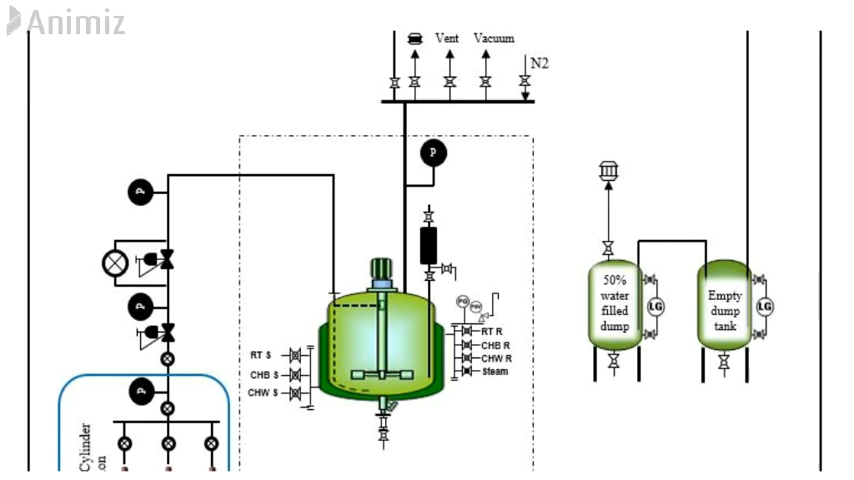 Animiz
Vent
Vacuum
N2
P
P
P
P
50%
water
filled
dump
LG
Empty
dump
tank
LG
PG
PSV
RT S
CHB S
CHW S
RT R
CHB R
CHW R
Steam
Cylinder